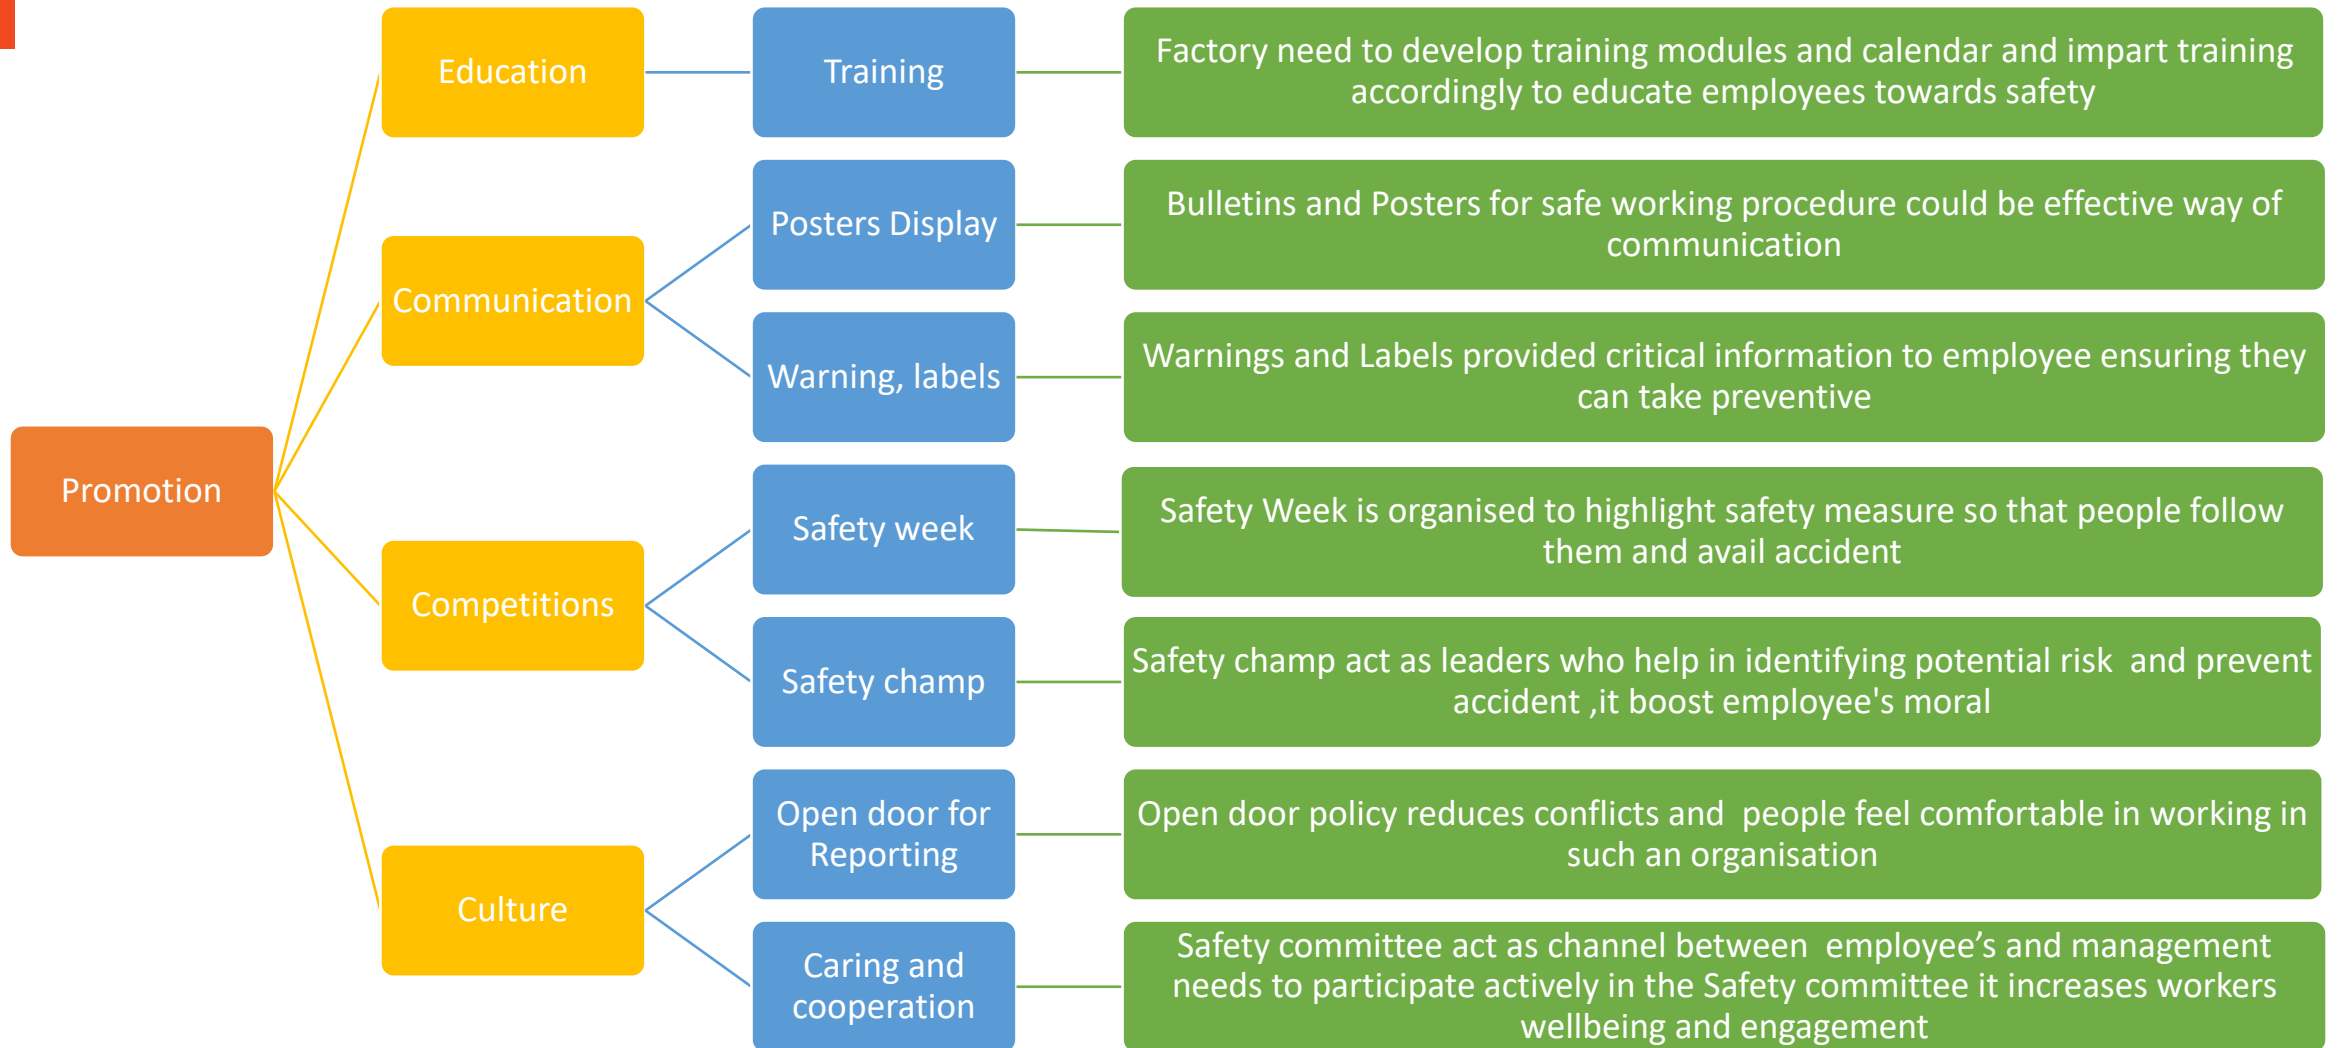 Promotion
Education
Training
Factory need to develop training modules and calendar and impart training
accordingly to educate employees towards safety
Communication
Posters Display
Bulletins and Posters for safe working procedure could be effective way of
communication
Warning, labels
Warnings and Labels provided critical information to employee ensuring they
can take preventive
Competitions
Safety week
Safety Week is organised to highlight safety measure so that people follow
them and avail accident
Safety champ
Safety champ act as leaders who help in identifying potential risk  and prevent
accident ,it boost employee's moral
Culture
Open door for
Reporting
Open door policy reduces conflicts and  people feel comfortable in working in
such an organisation
Caring and
cooperation
Safety committee act as channel between  employee’s and management
needs to participate actively in the Safety committee it increases workers
wellbeing and engagement